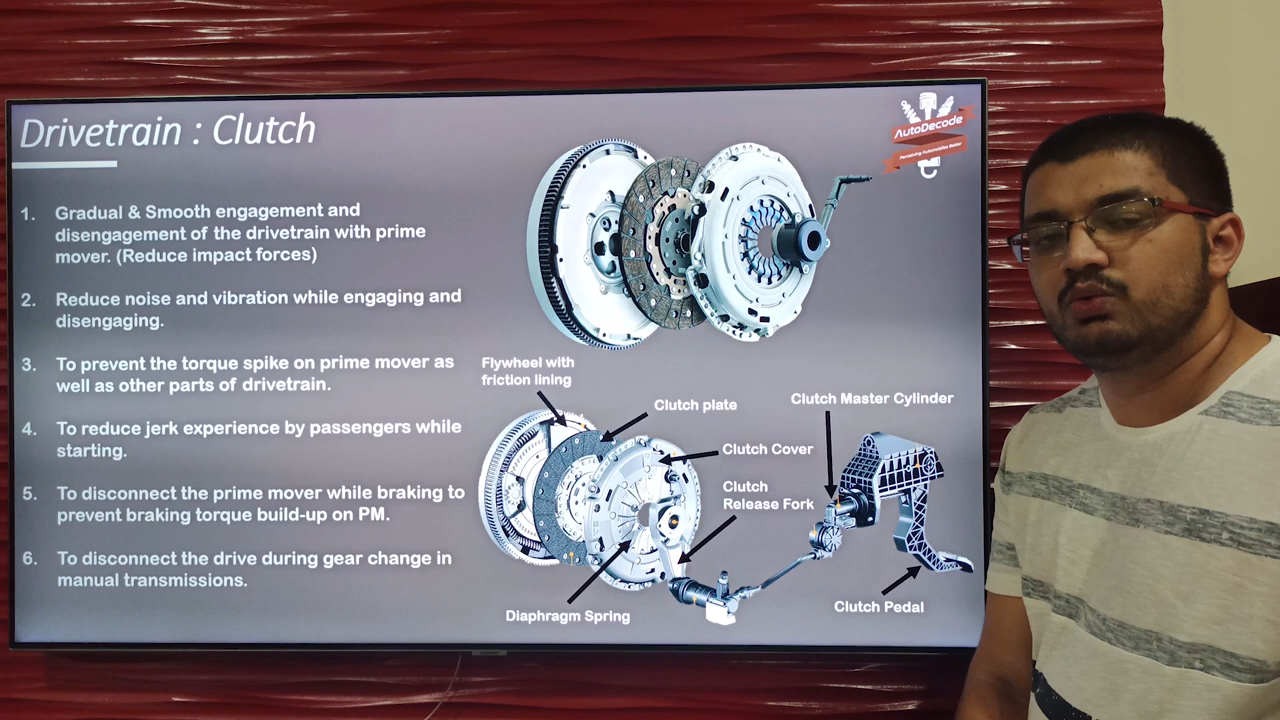 Drivetrain : Clutch
AutoDecode
Perceiving Automobiles Better
1. Gradual & Smooth engagement and
disengagement of the drivetrain with prime
mover. (Reduce impact forces)
2. Reduce noise and vibration while engaging and
disengaging.
3. To prevent the torque spike on prime mover as
well as other parts of drivetrain.
4. To reduce jerk experience by passengers while
starting.
5. To disconnect the prime mover while braking to
prevent braking torque build-up on PM.
6. To disconnect the drive during gear change in
manual transmissions.
Flywheel with
friction lining
Clutch plate
Clutch Master Cylinder
Clutch Cover
Clutch
Release Fork
Diaphragm Spring
Clutch Pedal